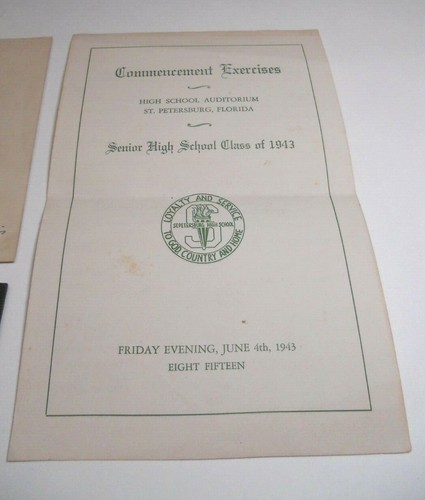 Commencement Exercises
HIGH SCHOOL AUDITORIUM
ST. PETERSBURG, FLORIDA
Senior High School Class of 1943
LOYALTY AND SERVICE
ST.PETERSBURG HIGH SCHOOL
TO GOD, COUNTRY AND HOME
FRIDAY EVENING, JUNE 4th, 1943
EIGHT FIFTEEN